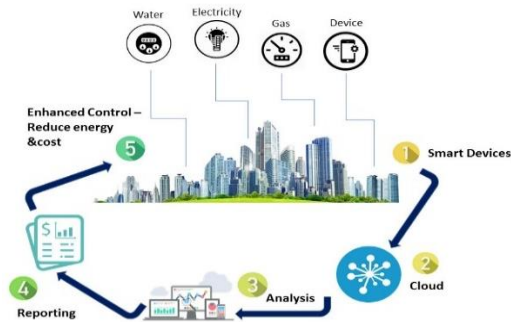 Water
Electricity
Gas
Device
Enhanced Control –
Reduce energy
&cost
5
1
Smart Devices
2
Cloud
3
Analysis
4
Reporting
$